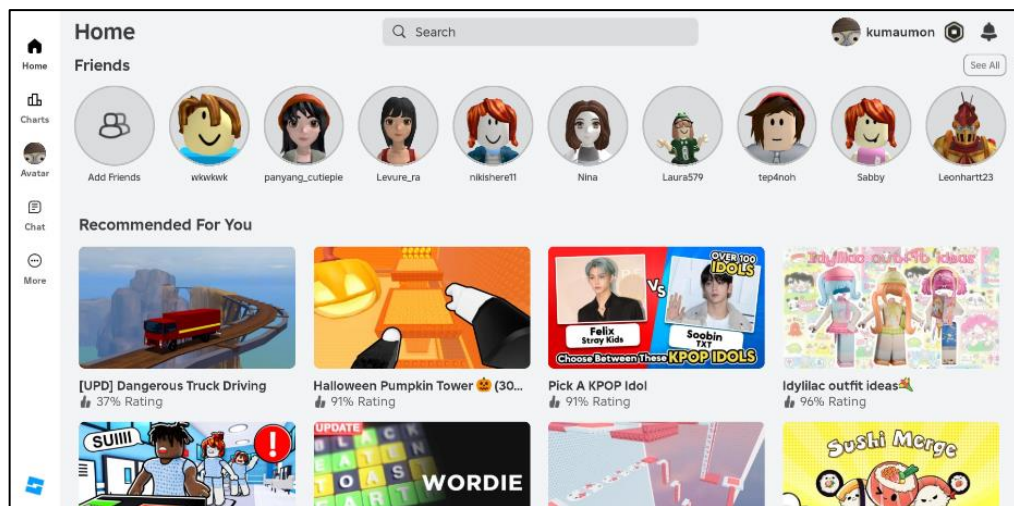 Home
Search
kumaumon
Home
Friends
See All
Charts
Avatar
Chat
More
Add Friends
wkwkwk
panyang_cutiepie
Levure_ra
nikishere11
Nina
Laura579
tep4noh
Sabby
Leonhartt23
Recommended For You
OVER 100
IDOLS
VS
Felix
Stray Kids
Soobin
TXT
Choose Between These KPOP IDOLS
Idylilac outfit ideas
[UPD] Dangerous Truck Driving
37% Rating
Halloween Pumpkin Tower 🎃 (30...
91% Rating
Pick A KPOP Idol
91% Rating
Idylilac outfit ideas💐
96% Rating
SUIIII
!
UPDATE
WORDIE
Sushi Merge